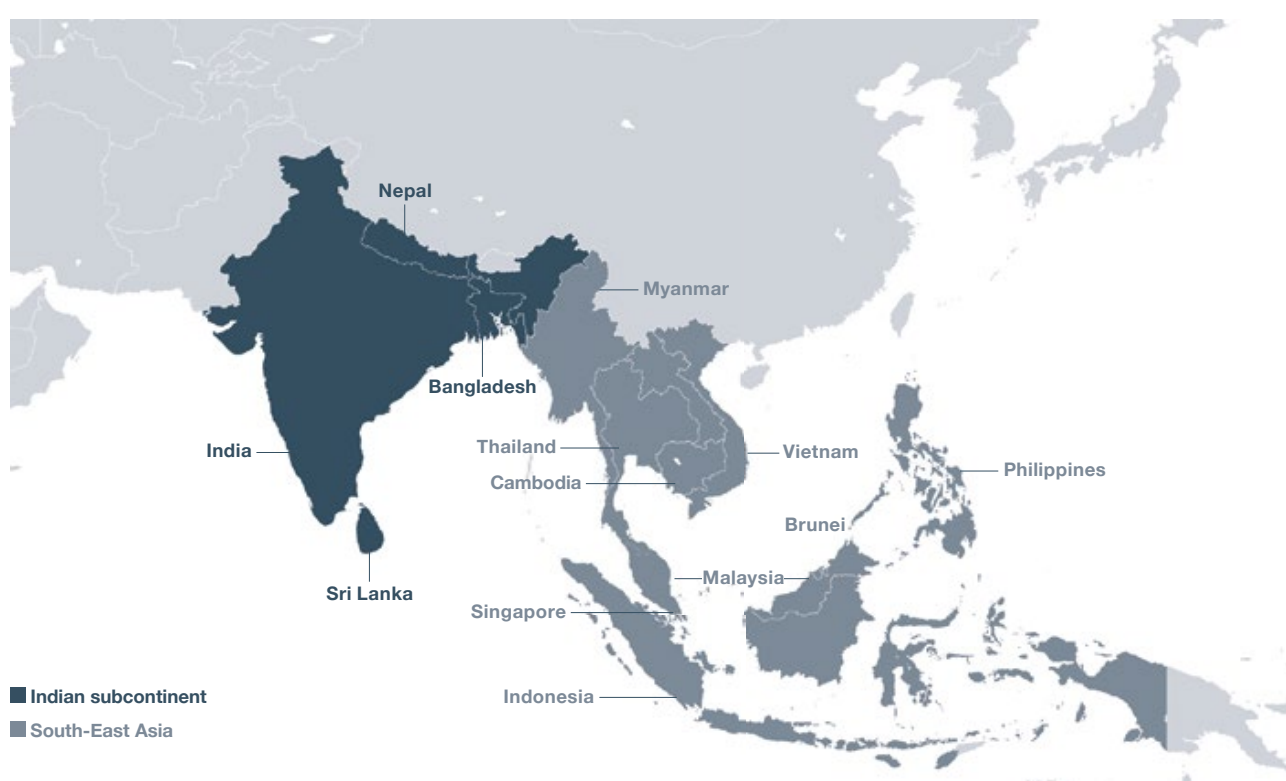 Nepal
Myanmar
Bangladesh
India
Thailand
Vietnam
Cambodia
Philippines
Brunei
Malaysia
Sri Lanka
Singapore
Indian subcontinent
Indonesia
South-East Asia